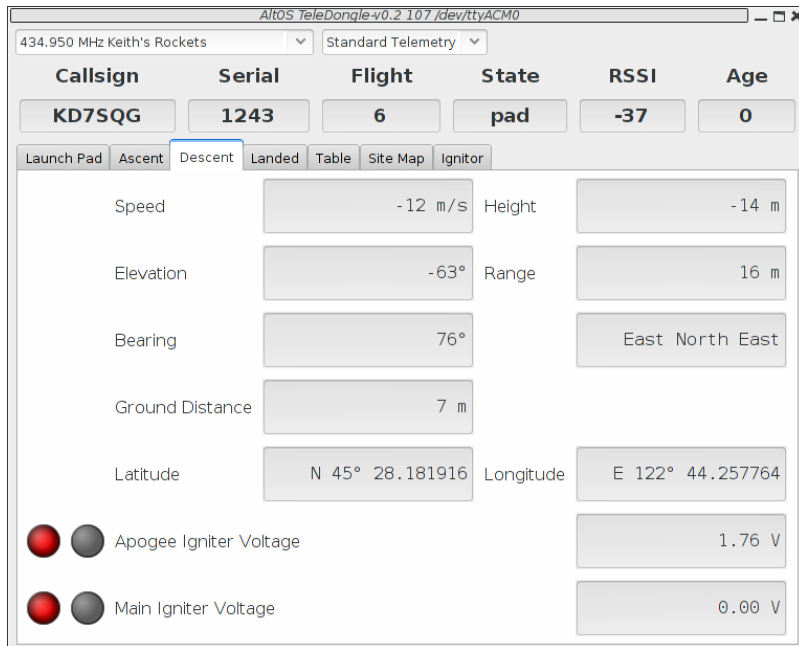 AltOS TeleDongle-v0.2 107 /dev/ttyACM0
434.950 MHz Keith's Rockets Standard Telemetry
Callsign Serial Flight State RSSI Age
KD7SQG 1243 6 pad -37 0
Launch Pad Ascent Descent Landed Table Site Map Ignitor
Speed -12 m/s Height -14 m
Elevation -63° Range 16 m
Bearing 76° East North East
Ground Distance 7 m
Latitude N 45° 28.181916 Longitude E 122° 44.257764
Apogee Igniter Voltage 1.76 V
Main Igniter Voltage 0.00 V